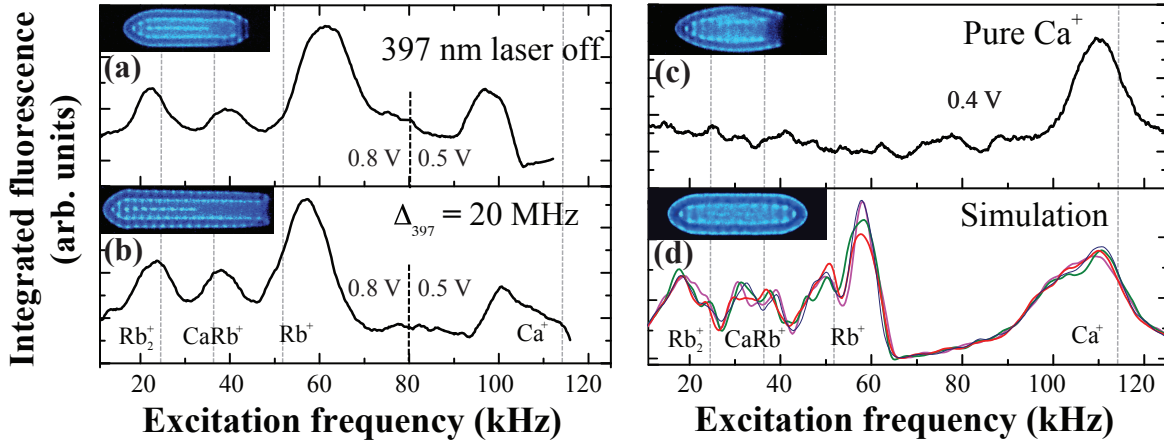 Integrated fluorescence
(arb. units)
(a)
397 nm laser off
0.8 V
0.5 V
(b)
Δ₃₉₇ = 20 MHz
0.8 V
0.5 V
Rb₂⁺
CaRb⁺
Rb⁺
Ca⁺
20
40
60
80
100
120
Excitation frequency (kHz)
(c)
Pure Ca⁺
0.4 V
(d)
Simulation
Rb₂⁺
CaRb⁺
Rb⁺
Ca⁺
20
40
60
80
100
120
Excitation frequency (kHz)